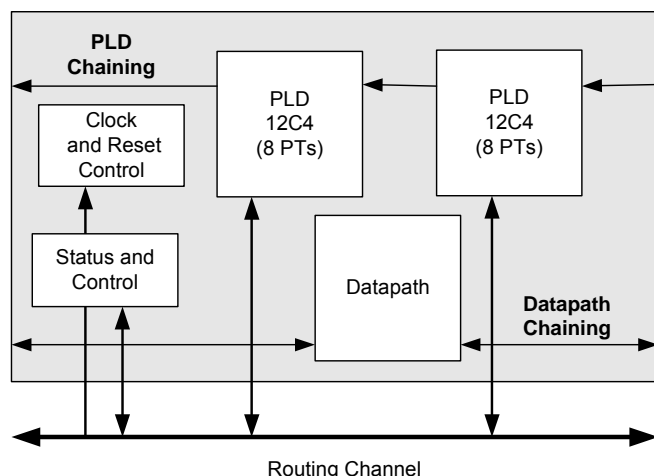 PLD
Chaining
PLD
12C4
(8 PTs)
PLD
12C4
(8 PTs)
Clock
and Reset
Control
Status and
Control
Datapath
Datapath
Chaining
Routing Channel